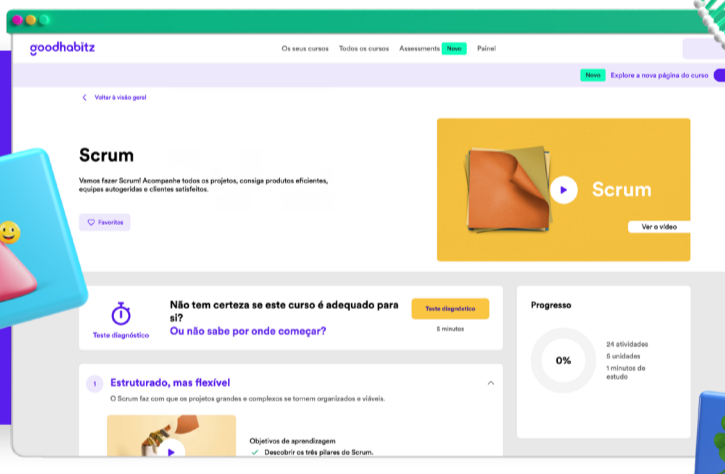 goodhabitz
Os seus cursos Todos os cursos Assessments Novo Painel
Novo Explore a nova página do curso
Voltar à visão geral
Scrum
Vamos fazer Scrum! Acompanhe todos os projetos, consiga produtos eficientes,
equipas autogeridas e clientes satisfeitos.
Favoritos
Scrum
Ver o vídeo
Teste diagnóstico
Não tem certeza se este curso é adequado para
si?
Ou não sabe por onde começar?
Teste diagnóstico
5 minutos
Progresso
0%
24 atividades
5 unidades
1 minutos de
estudo
1 Estruturado, mas flexível
O Scrum faz com que os projetos grandes e complexos se tornem organizados e viáveis.
Objetivos de aprendizagem
Descobrir os três pilares do Scrum.